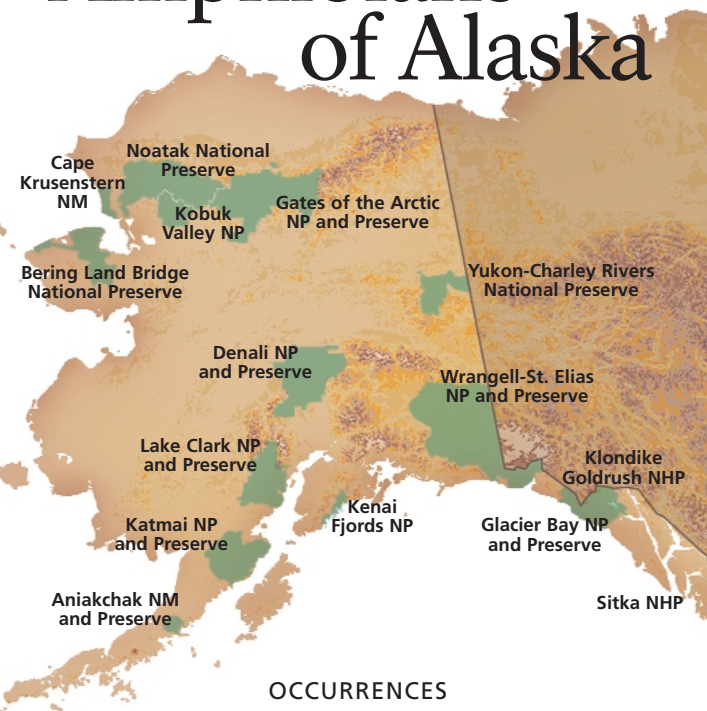 of Alaska
Noatak National
Preserve
Cape
Krusenstern
NM
Kobuk
Valley NP
Gates of the Arctic
NP and Preserve
Bering Land Bridge
National Preserve
Yukon-Charley Rivers
National Preserve
Denali NP
and Preserve
Wrangell-St. Elias
NP and Preserve
Lake Clark NP
and Preserve
Klondike
Goldrush NHP
Kenai
Fjords NP
Glacier Bay NP
and Preserve
Katmai NP
and Preserve
Aniakchak NM
and Preserve
Sitka NHP
OCCURRENCES